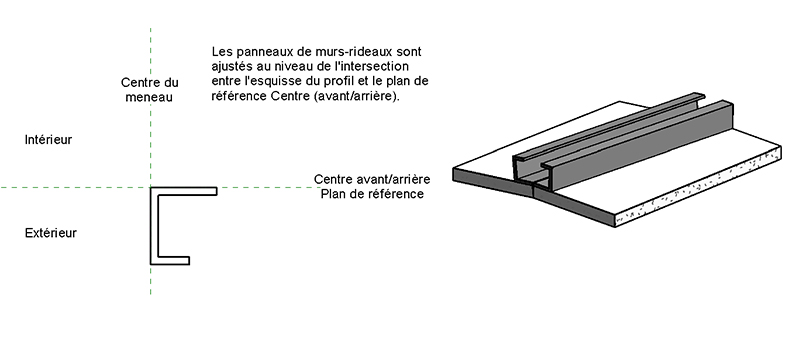 Les panneaux de murs-rideaux sont
ajustés au niveau de l'intersection
entre l'esquisse du profil et le plan de
référence Centre (avant/arrière).
Centre du
meneau
Intérieur
Centre avant/arrière
Plan de référence
Extérieur